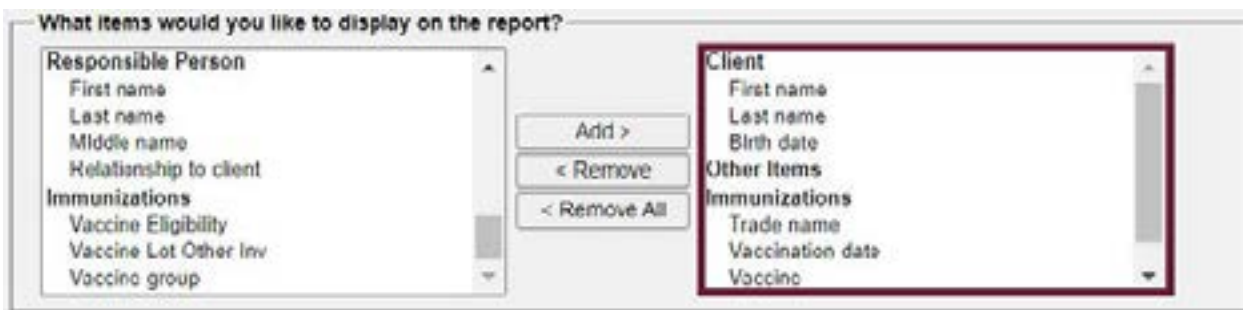 What items would you like to display on the report?
Responsible Person
First name
Last name
Middle name
Relationship to client
Immunizations
Vaccine Eligibility
Vaccine Lot Other Inv
Vaccine group
Add >
< Remove
< Remove All
Client
First name
Last name
Birth date
Other Items
Immunizations
Trade name
Vaccination date
Vaccine